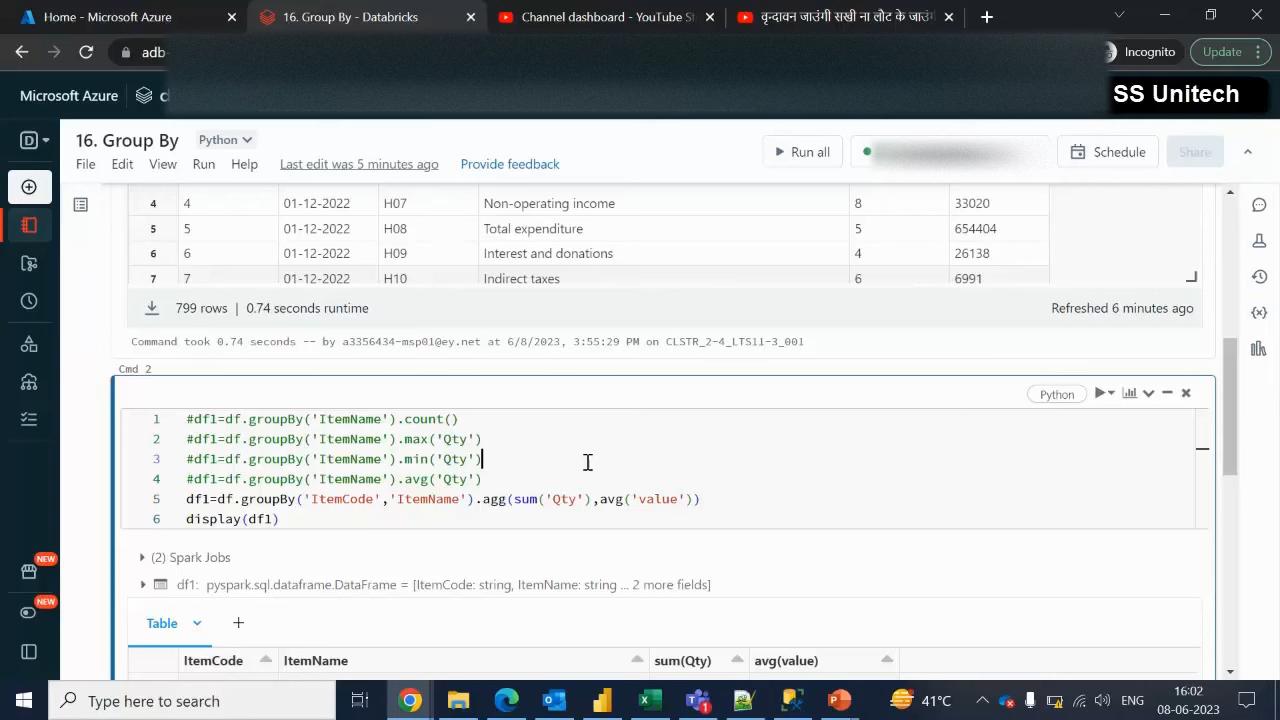 Home - Microsoft Azure
16. Group By - Databricks
Channel dashboard - YouTube St
वृन्दावन जाउंगी सखी ना लौट के जाउंग
adb-
Incognito
Update
Microsoft Azure
SS Unitech
16. Group By
Python
File Edit View Run Help Last edit was 5 minutes ago Provide feedback
Run all
Schedule
Share
4 4 01-12-2022 H07 Non-operating income 8 33020
5 5 01-12-2022 H08 Total expenditure 5 654404
6 6 01-12-2022 H09 Interest and donations 4 26138
7 7 01-12-2022 H10 Indirect taxes 6 6991
799 rows | 0.74 seconds runtime
Refreshed 6 minutes ago
Command took 0.74 seconds -- by a3356434-msp01@ey.net at 6/8/2023, 3:55:29 PM on CLSTR_2-4_LTS11-3_001
Cmd 2
Python
1 #df1=df.groupBy('ItemName').count()
2 #df1=df.groupBy('ItemName').max('Qty')
3 #df1=df.groupBy('ItemName').min('Qty')
4 #df1=df.groupBy('ItemName').avg('Qty')
5 df1=df.groupBy('ItemCode','ItemName').agg(sum('Qty'),avg('value'))
6 display(df1)
(2) Spark Jobs
df1: pyspark.sql.dataframe.DataFrame = [ItemCode: string, ItemName: string ... 2 more fields]
NEW
NEW
Table
ItemCode ItemName sum(Qty) avg(value)
Type here to search
41°C
ENG
16:02
08-06-2023